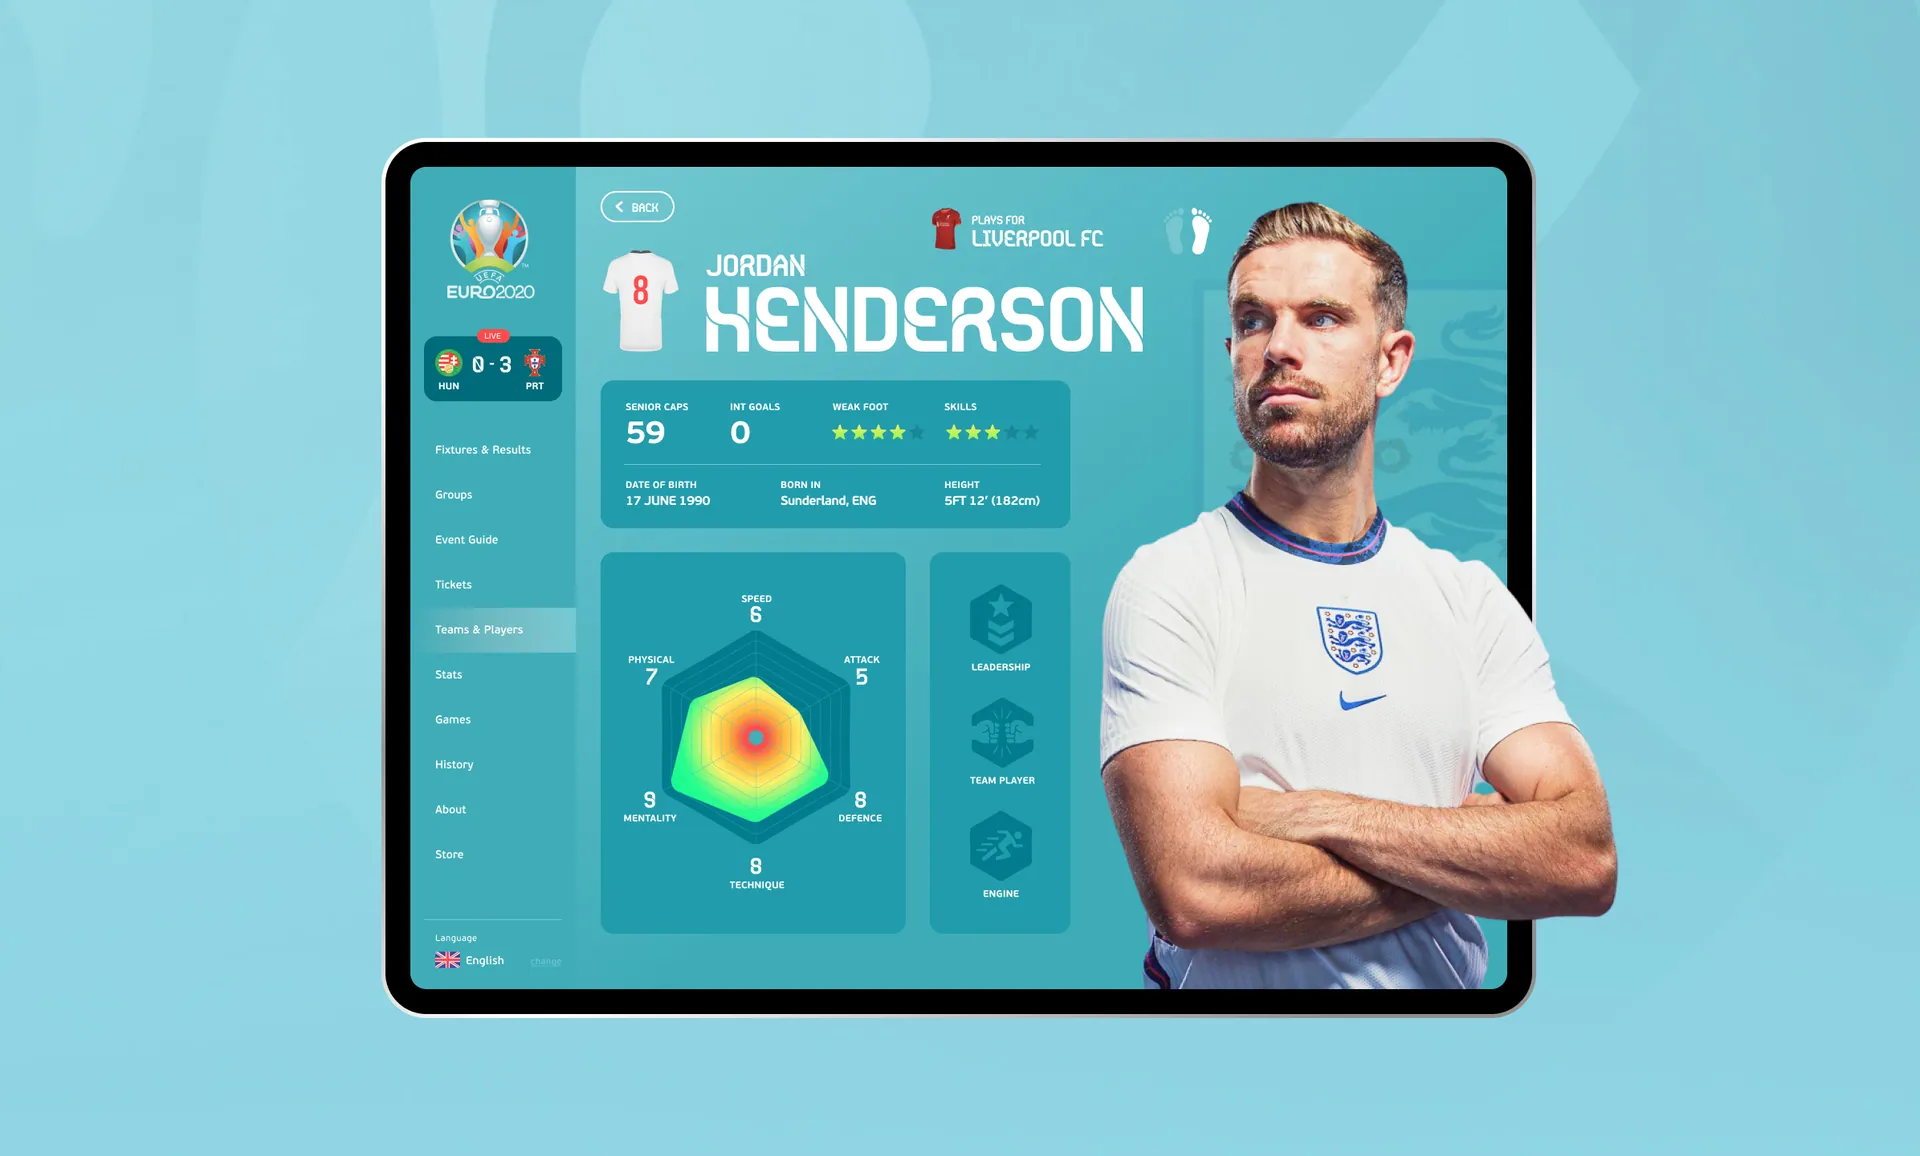 UEFA
EURO2020
TM
LIVE
0 - 3
HUN
PRT
Fixtures & Results
Groups
Event Guide
Tickets
Teams & Players
Stats
Games
History
About
Store
Language
English
change
BACK
PLAYS FOR
LIVERPOOL FC
8
JORDAN
HENDERSON
SENIOR CAPS
59
INT GOALS
0
WEAK FOOT
SKILLS
DATE OF BIRTH
17 JUNE 1990
BORN IN
Sunderland, ENG
HEIGHT
5FT 12' (182cm)
SPEED
6
PHYSICAL
7
ATTACK
5
9
MENTALITY
8
DEFENCE
8
TECHNIQUE
LEADERSHIP
TEAM PLAYER
ENGINE